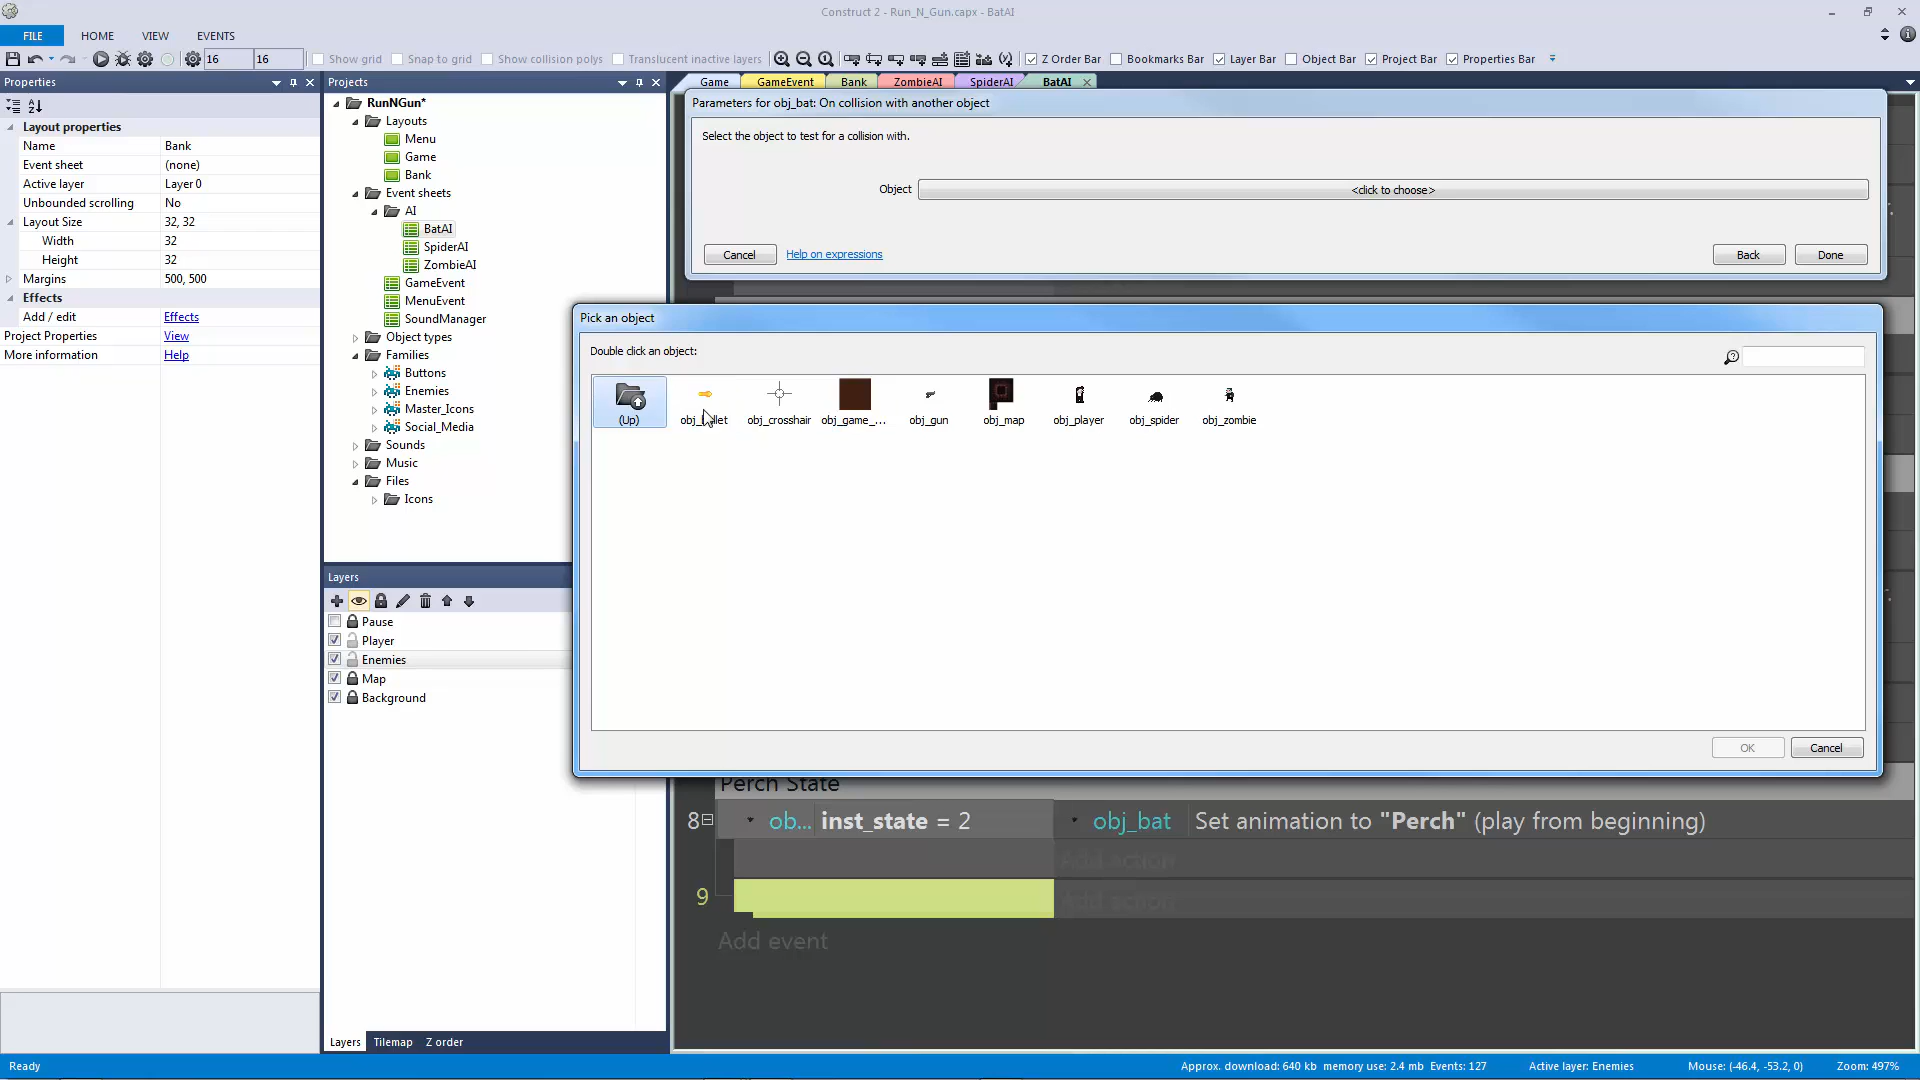 Construct 2 - Run_N_Gun.capx - BatAI
FILE HOME VIEW EVENTS
16 16 Show grid Snap to grid Show collision polys Translucent inactive layers Z Order Bar Bookmarks Bar Layer Bar Object Bar Project Bar Properties Bar
Properties
Layout properties
Name Bank
Event sheet (none)
Active layer Layer 0
Unbounded scrolling No
Layout Size 32, 32
Width 32
Height 32
Margins 500, 500
Effects
Add / edit Effects
Project Properties View
More information Help
Projects
RunNGun*
Layouts
Menu
Game
Bank
Event sheets
AI
BatAI
SpiderAI
ZombieAI
GameEvent
MenuEvent
SoundManager
Object types
Families
Buttons
Enemies
Master_Icons
Social_Media
Sounds
Music
Files
Icons
Layers
Pause
Player
Enemies
Map
Background
Layers Tilemap Z order
Game GameEvent Bank ZombieAI SpiderAI BatAI
Parameters for obj_bat: On collision with another object
Select the object to test for a collision with.
Object <click to choose>
Cancel Help on expressions Back Done
Pick an object
Double click an object:
(Up) obj_crosshair obj_game_... obj_gun obj_map obj_player obj_spider obj_zombie
OK Cancel
Perch State
8 ob... inst_state = 2 obj_bat Set animation to "Perch" (play from beginning)
Add action
9 Add action
Add event
Ready Approx. download: 640 kb memory use: 2.4 mb Events: 127 Active layer: Enemies Mouse: (-46.4, -53.2, 0) Zoom: 497%